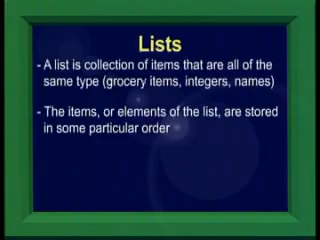 Lists
- A list is collection of items that are all of the
same type (grocery items, integers, names)
- The items, or elements of the list, are stored
in some particular order